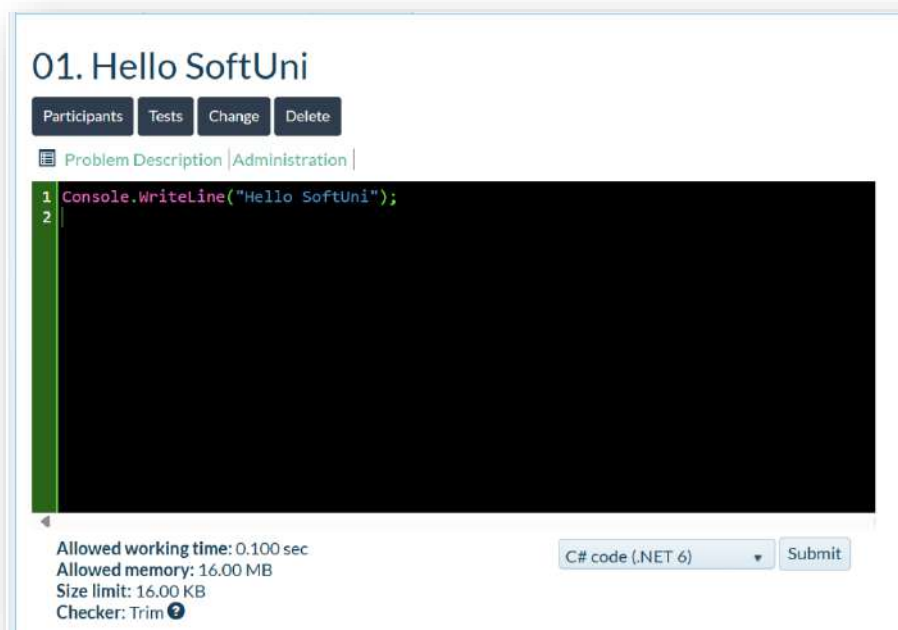 01. Hello SoftUni
Participants Tests Change Delete
Problem Description Administration
1 Console.WriteLine("Hello SoftUni");
2
Allowed working time: 0.100 sec
Allowed memory: 16.00 MB
Size limit: 16.00 KB
Checker: Trim ?
C# code (.NET 6) Submit